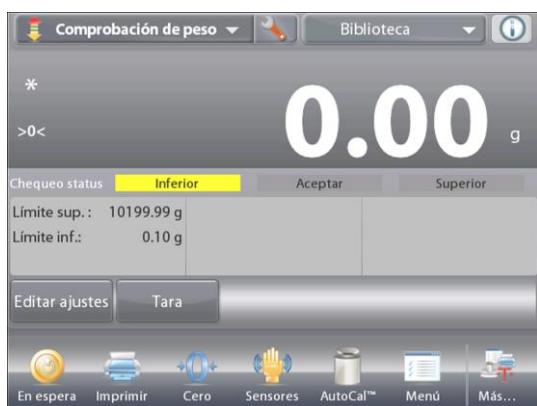 Comprobación de peso Biblioteca
*
>0<
0.00 g
Chequeo status Inferior Aceptar Superior
Límite sup. : 10199.99 g
Límite inf.: 0.10 g
Editar ajustes Tara
En espera Imprimir Cero Sensores AutoCal™ Menú Más...